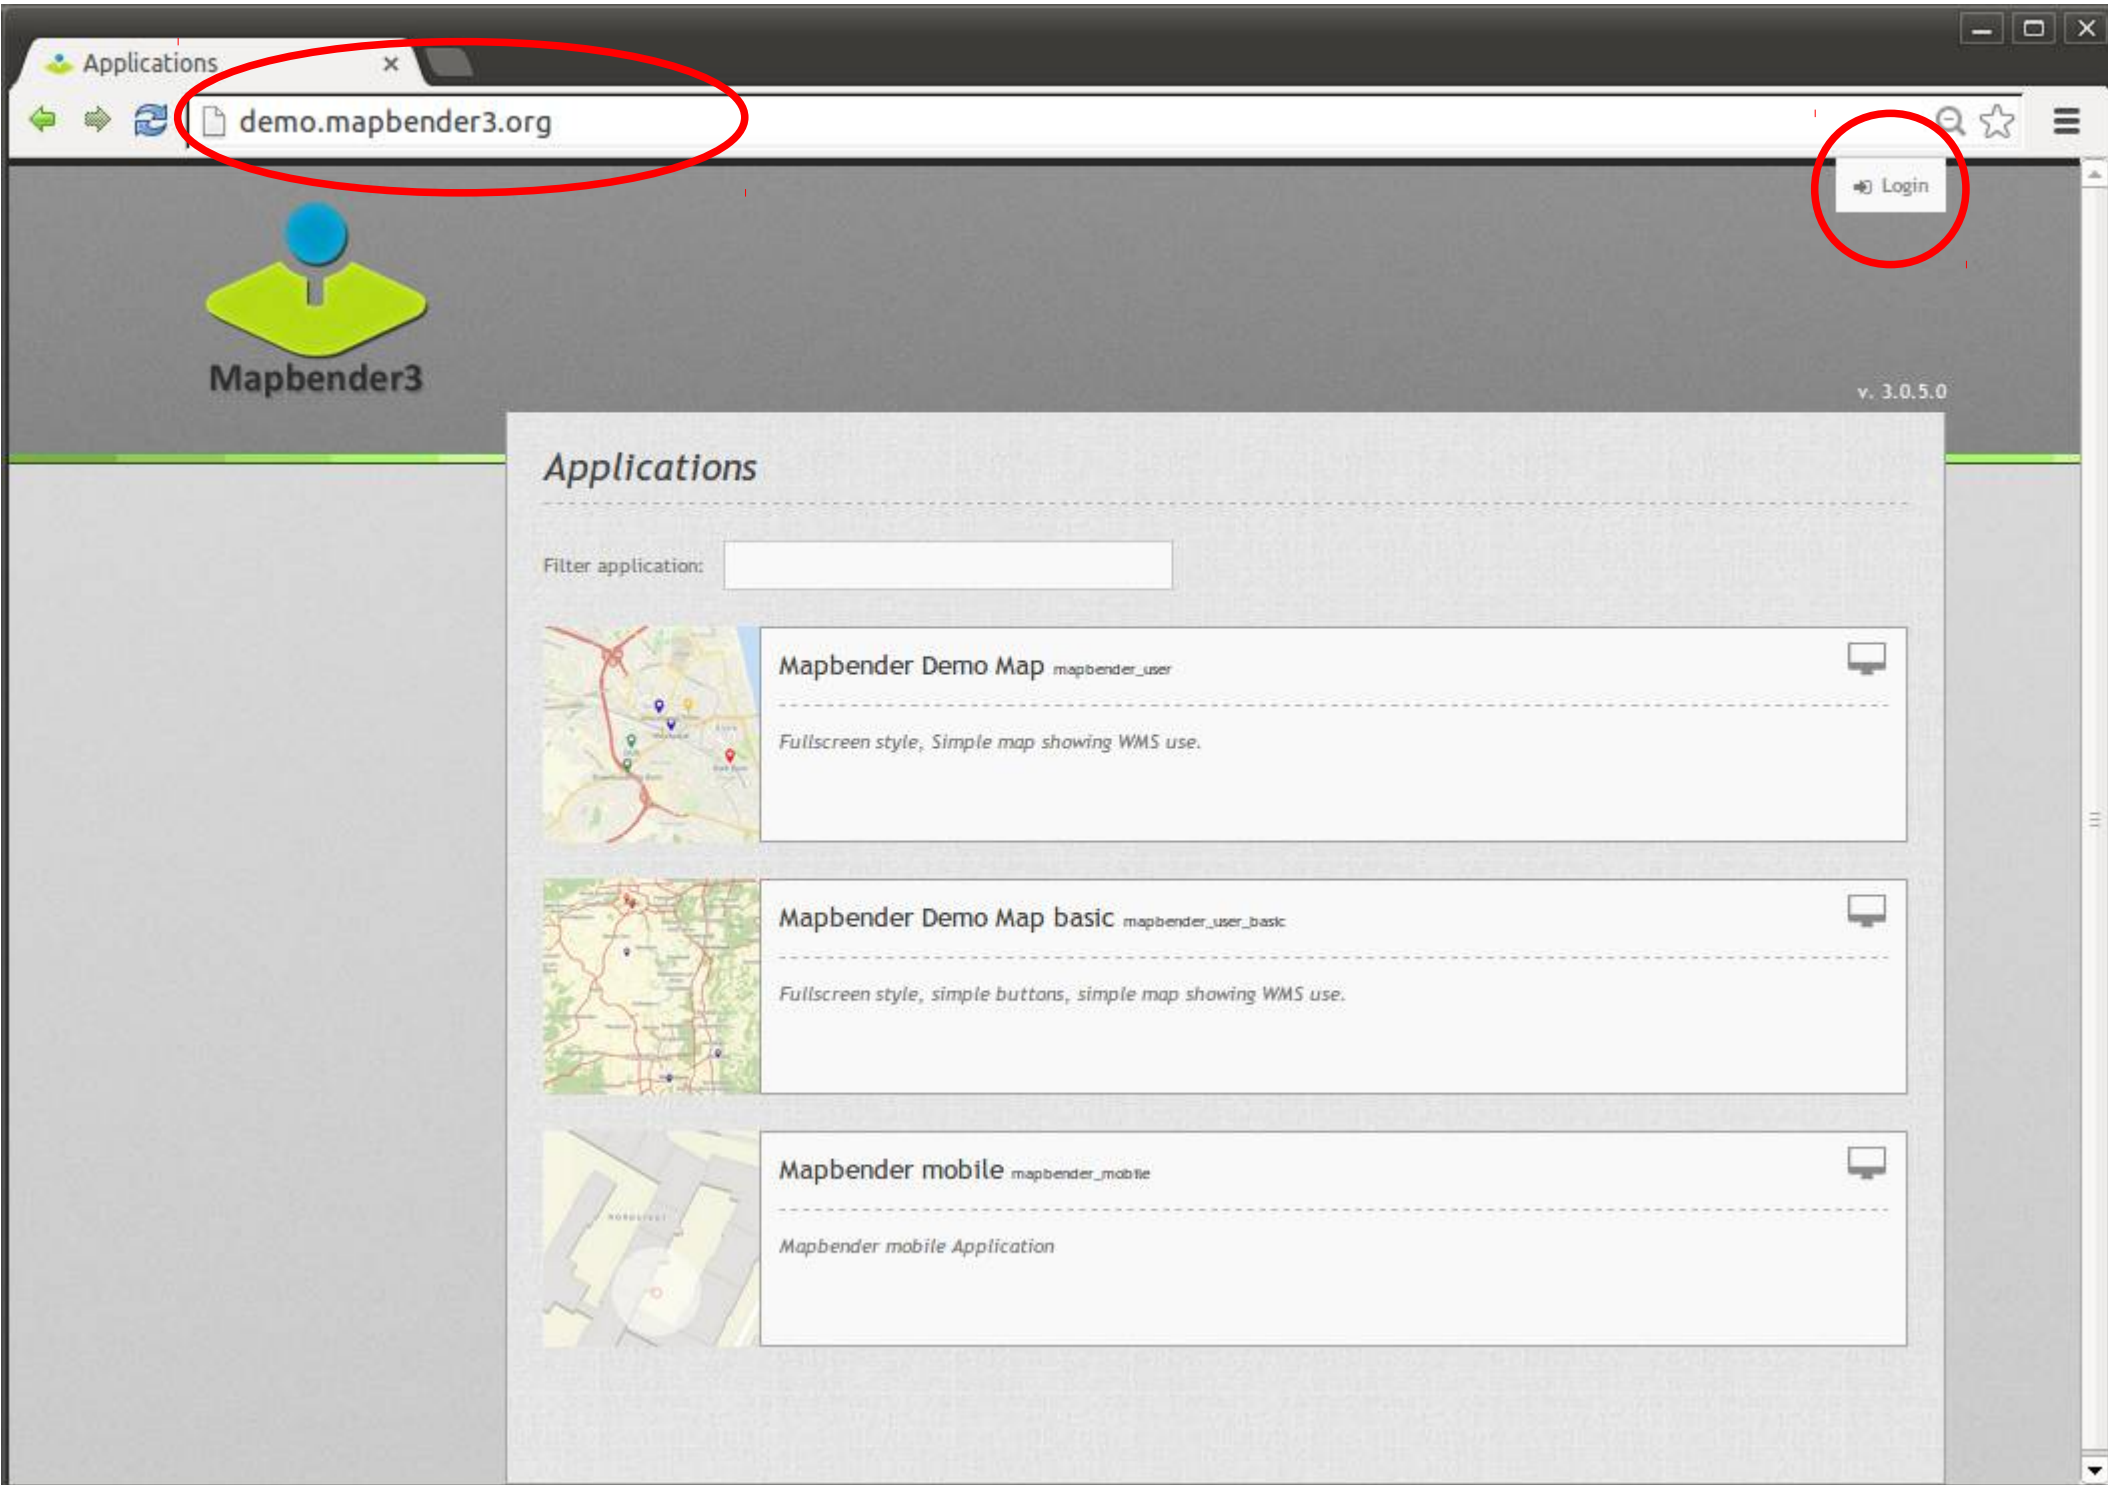 Applications
demo.mapbender3.org
Login
Mapbender3
v. 3.0.5.0
Applications
Filter application:
Mapbender Demo Map mapbender_user
Fullscreen style, Simple map showing WMS use.
Mapbender Demo Map basic mapbender_user_basic
Fullscreen style, simple buttons, simple map showing WMS use.
Mapbender mobile mapbender_mobile
Mapbender mobile Application